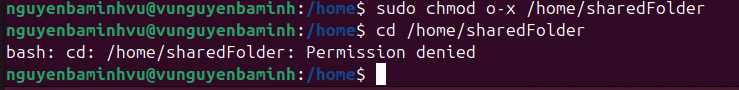 nguyenbaminhvu@vunguyenbaminh:/home$ sudo chmod o-x /home/sharedFolder
nguyenbaminhvu@vunguyenbaminh:/home$ cd /home/sharedFolder
bash: cd: /home/sharedFolder: Permission denied
nguyenbaminhvu@vunguyenbaminh:/home$